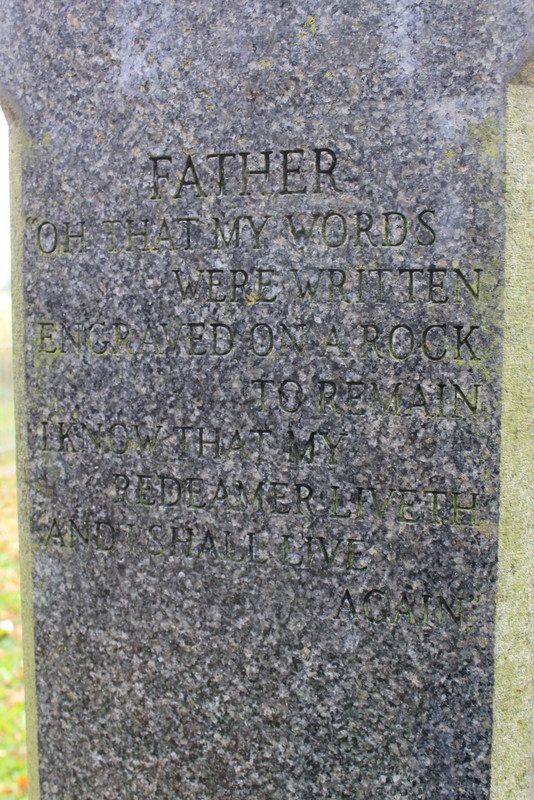 FATHER
"OH THAT MY WORDS
WERE WRITTEN
ENGRAVED ON A ROCK
TO REMAIN
I KNOW THAT MY
REDEAMER LIVETH
AND I SHALL LIVE
AGAIN."